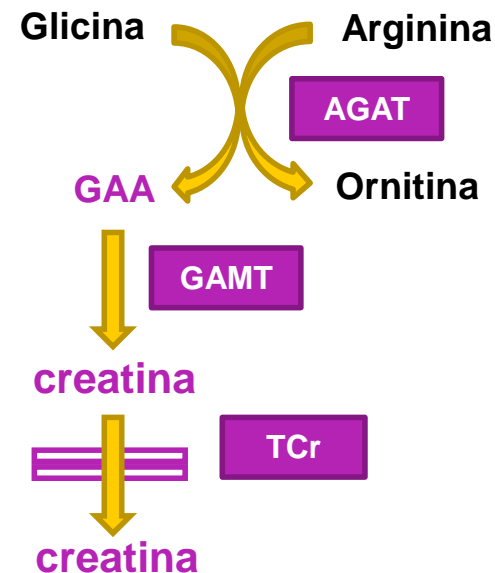 Glicina
Arginina
AGAT
GAA
Ornitina
GAMT
creatina
TCr
creatina